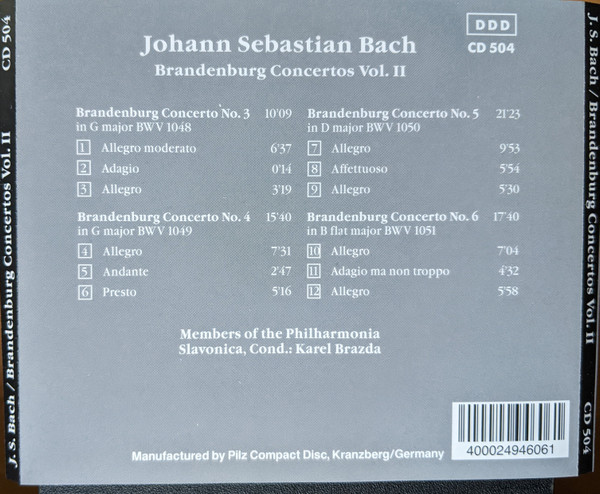 J. S. Bach / Brandenburg Concertos Vol. II CD 504
DDD
CD 504
Johann Sebastian Bach
Brandenburg Concertos Vol. II
Brandenburg Concerto No. 3 10'09
in G major BWV 1048
1 Allegro moderato 6'37
2 Adagio 0'14
3 Allegro 3'19
Brandenburg Concerto No. 4 15'40
in G major BWV 1049
4 Allegro 7'31
5 Andante 2'47
6 Presto 5'16
Brandenburg Concerto No. 5 21'23
in D major BWV 1050
7 Allegro 9'53
8 Affettuoso 5'54
9 Allegro 5'30
Brandenburg Concerto No. 6 17'40
in B flat major BWV 1051
10 Allegro 7'04
11 Adagio ma non troppo 4'32
12 Allegro 5'58
Members of the Philharmonia
Slavonica, Cond.: Karel Brazda
Manufactured by Pilz Compact Disc, Kranzberg/Germany
400024946061
J. S. Bach / Brandenburg Concertos Vol. II CD 504